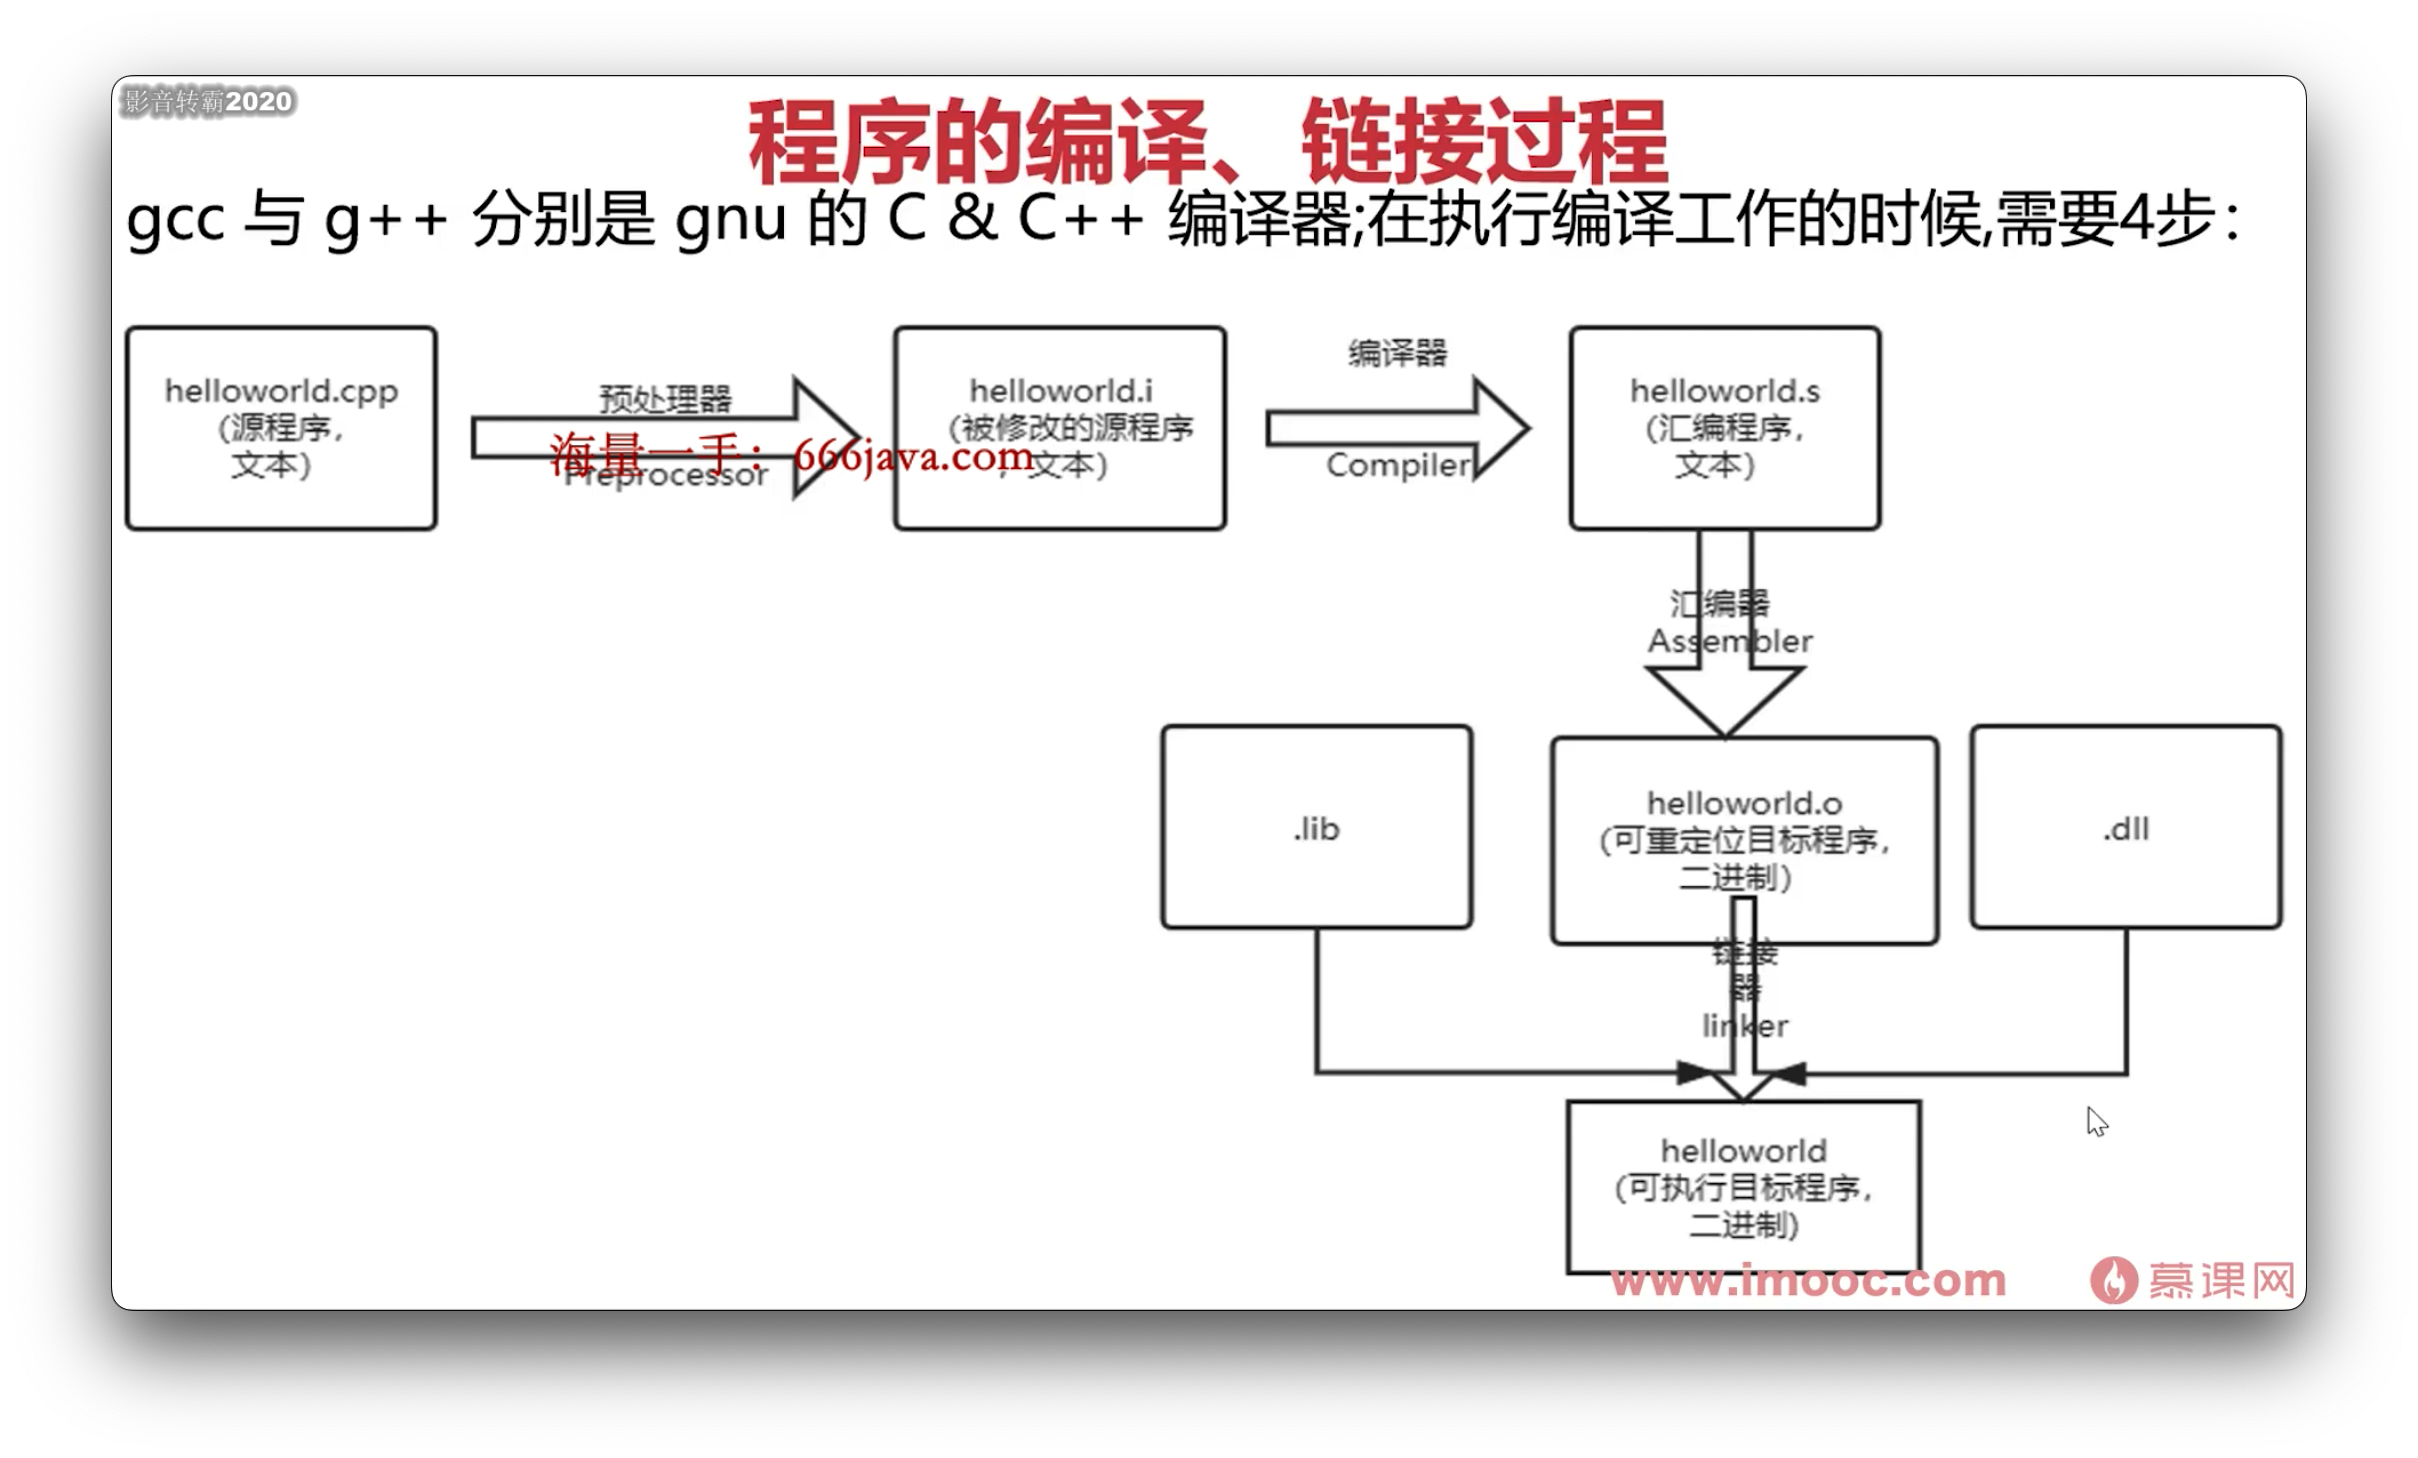 影音转霸2020
程序的编译、链接过程
gcc 与 g++ 分别是 gnu 的 C & C++ 编译器;在执行编译工作的时候,需要4步：
helloworld.cpp
(源程序，
文本)
预处理器
海量一手：666java.com
Preprocessor
helloworld.i
(被修改的源程序
，文本)
编译器
Compiler
helloworld.s
(汇编程序，
文本)
汇编器
Assembler
.lib
helloworld.o
(可重定位目标程序，
二进制)
.dll
链接
器
linker
helloworld
(可执行目标程序，
二进制)
www.imooc.com
慕课网